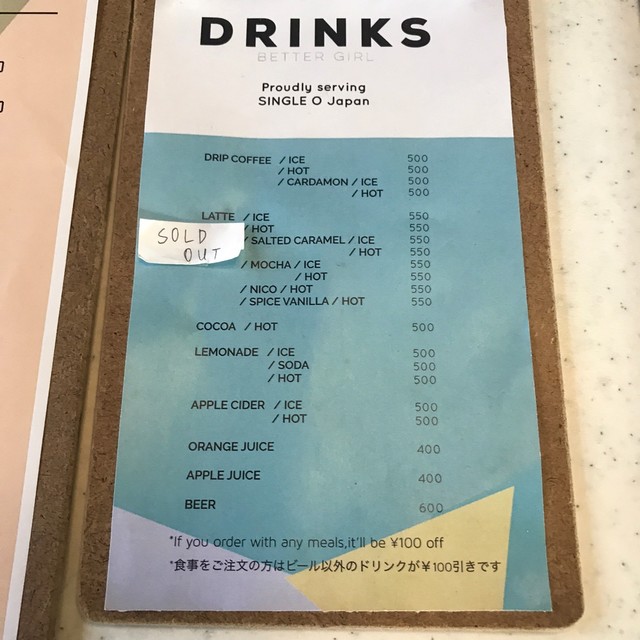 DRINKS
BETTER GIRL
Proudly serving
SINGLE O Japan
DRIP COFFEE / ICE 500
/ HOT 500
/ CARDAMON / ICE 500
/ HOT 500
LATTE / ICE 550
/ HOT 550
SOLD OUT
/ SALTED CARAMEL / ICE 550
/ HOT 550
/ MOCHA / ICE 550
/ HOT 550
/ NICO / HOT 550
/ SPICE VANILLA / HOT 550
COCOA / HOT 500
LEMONADE / ICE 500
/ SODA 500
/ HOT 500
APPLE CIDER / ICE 500
/ HOT 500
ORANGE JUICE 400
APPLE JUICE 400
BEER 600
*If you order with any meals,it'll be ¥100 off
*食事をご注文の方はビール以外のドリンクが￥100引きです